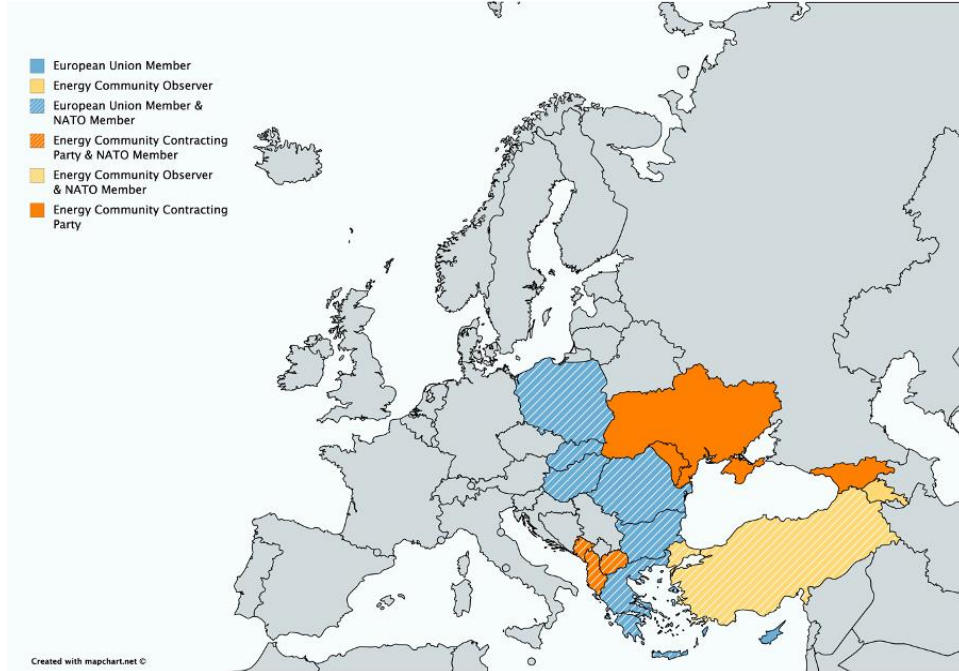 European Union Member
Energy Community Observer
European Union Member &
NATO Member
Energy Community Contracting
Party & NATO Member
Energy Community Observer
& NATO Member
Energy Community Contracting
Party
Created with mapchart.net ©